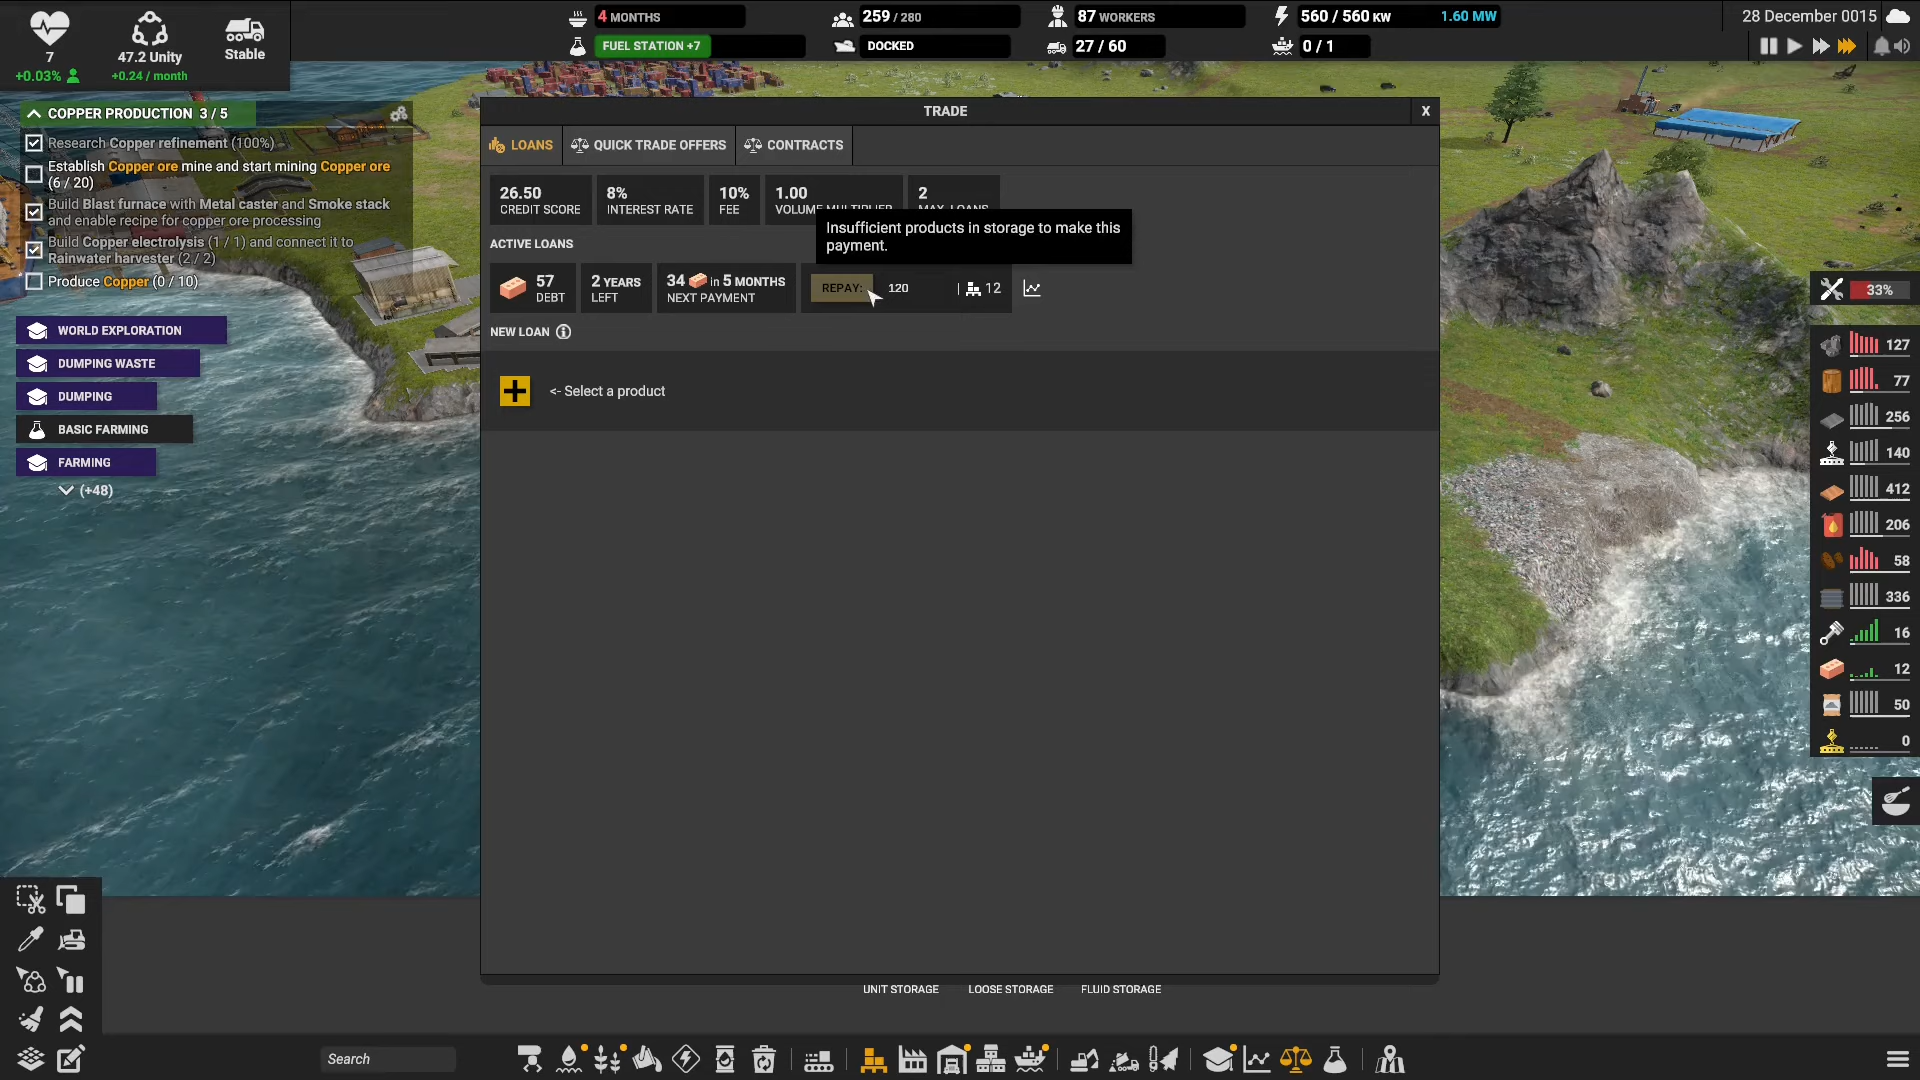 7
+0.03%
47.2 Unity
+0.24 / month
Stable
4 MONTHS
FUEL STATION +7
259 / 280
DOCKED
87 WORKERS
27 / 60
560 / 560 KW
1.60 MW
0 / 1
28 December 0015
COPPER PRODUCTION 3 / 5
Research Copper refinement (100%)
Establish Copper ore mine and start mining Copper ore
(6 / 20)
Build Blast furnace with Metal caster and Smoke stack
and enable recipe for copper ore processing
Build Copper electrolysis (1 / 1) and connect it to
Rainwater harvester (2 / 2)
Produce Copper (0 / 10)
WORLD EXPLORATION
DUMPING WASTE
DUMPING
BASIC FARMING
FARMING
(+48)
TRADE
X
LOANS
QUICK TRADE OFFERS
CONTRACTS
26.50
CREDIT SCORE
8%
INTEREST RATE
10%
FEE
1.00
VOLUME MULTIPLIER
2
MAX. LOANS
Insufficient products in storage to make this
payment.
ACTIVE LOANS
57
DEBT
2 YEARS
LEFT
34 in 5 MONTHS
NEXT PAYMENT
REPAY:
120
| 12
NEW LOAN
<- Select a product
33%
127
77
256
140
412
206
58
336
16
12
50
0
UNIT STORAGE
LOOSE STORAGE
FLUID STORAGE
Search